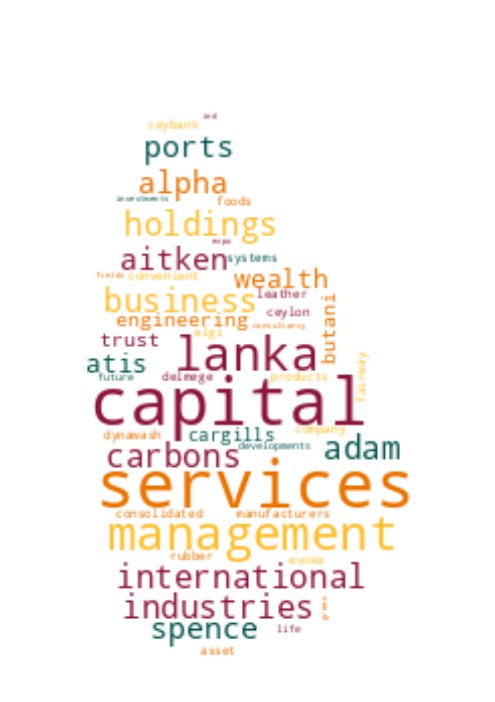 ceybank
ports
alpha
investments
foods
holdings
expo
aitken
systems
fields
convenient
wealth
business
leather
butani
ceylon
engineering
consultancy
elgi
trust
lanka
atis
fairway
future
delmege
products
capital
company
dynawash
cargills
developments
adam
carbons
services
consolidated
manufacturers
management
rubber
evoke
international
industries
spence
life
asset